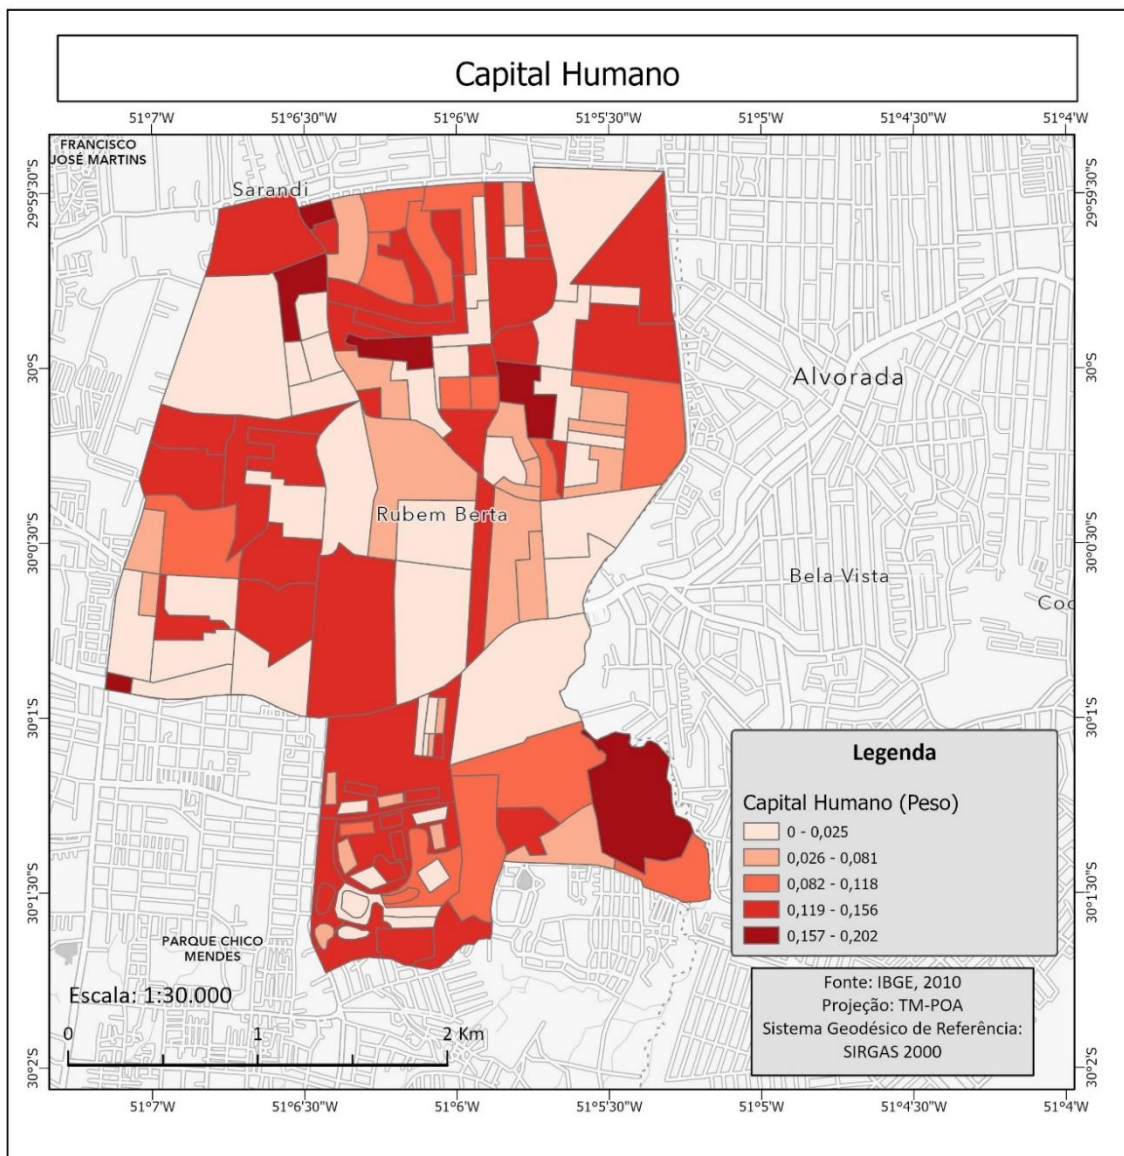 Capital Humano
51°7'W 51°6'30"W 51°6'W 51°5'30"W 51°5'W 51°4'30"W 51°4'W
FRANCISCO
JOSÉ MARTINS
Sarandi
29°59'30"S
29°59'30"S
30°S
30°S
Alvorada
Rubem Berta
30°0'30"S
30°0'30"S
Bela Vista
Coc
30°1'S
30°1'S
Legenda
Capital Humano (Peso)
0 - 0,025
0,026 - 0,081
0,082 - 0,118
0,119 - 0,156
0,157 - 0,202
30°1'30"S
30°1'30"S
PARQUE CHICO
MENDES
Escala: 1:30.000
0 1 2 Km
Fonte: IBGE, 2010
Projeção: TM-POA
Sistema Geodésico de Referência:
SIRGAS 2000
30°2'S
30°2'S
51°7'W 51°6'30"W 51°6'W 51°5'30"W 51°5'W 51°4'30"W 51°4'W